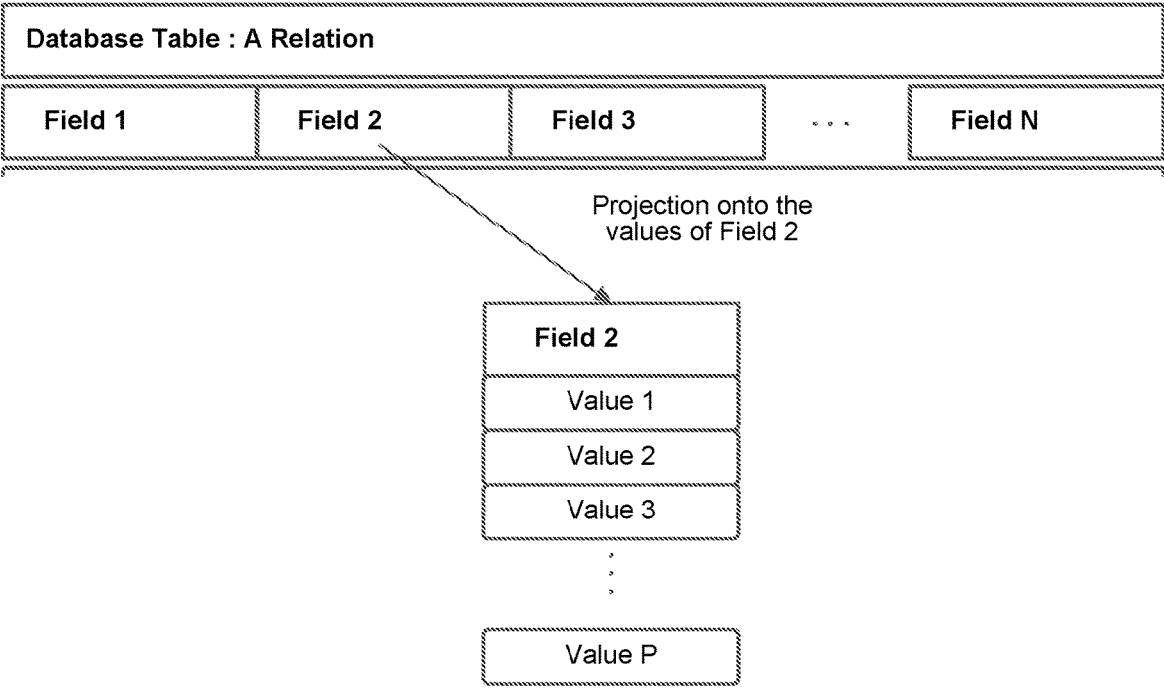 Database Table : A Relation
Field 1 Field 2 Field 3 . . . Field N
Projection onto the
values of Field 2
Field 2
Value 1
Value 2
Value 3
.
.
.
Value P